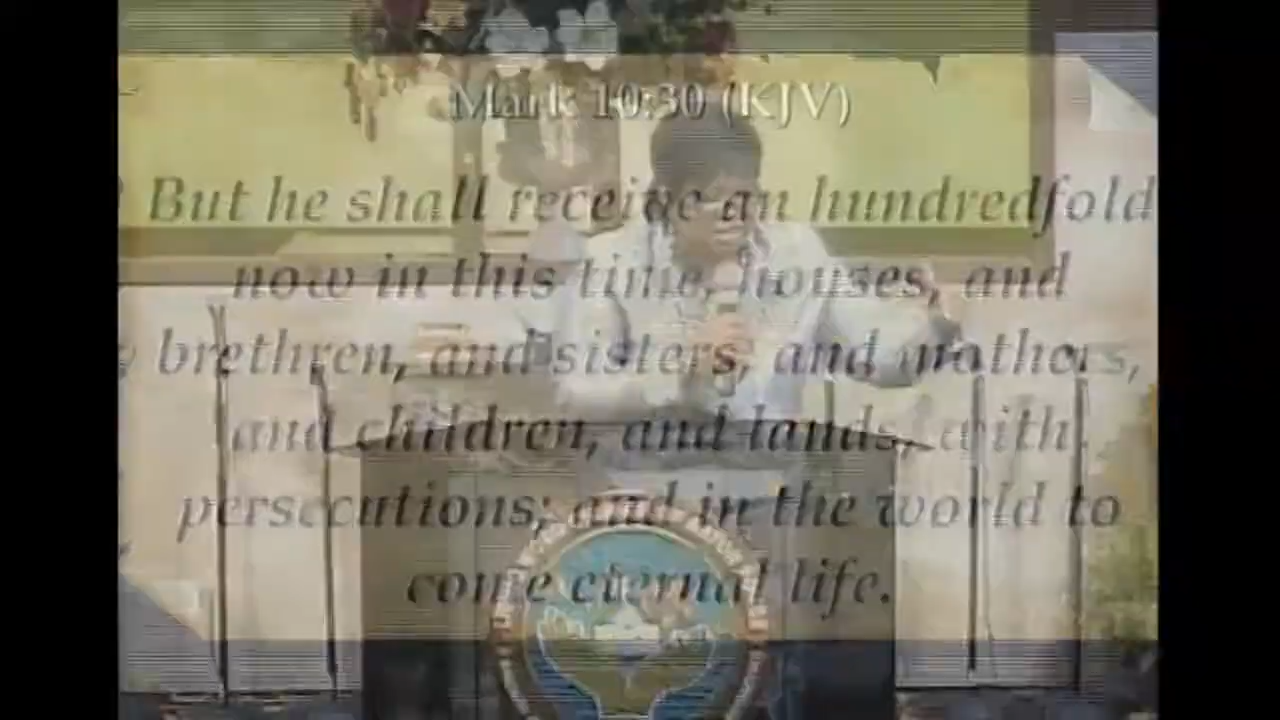 Mark 10:30 (KJV)
But he shall receive an hundredfold
now in this time, houses, and
brethren, and sisters, and mothers,
and children, and lands, with
persecutions; and in the world to
come eternal life.